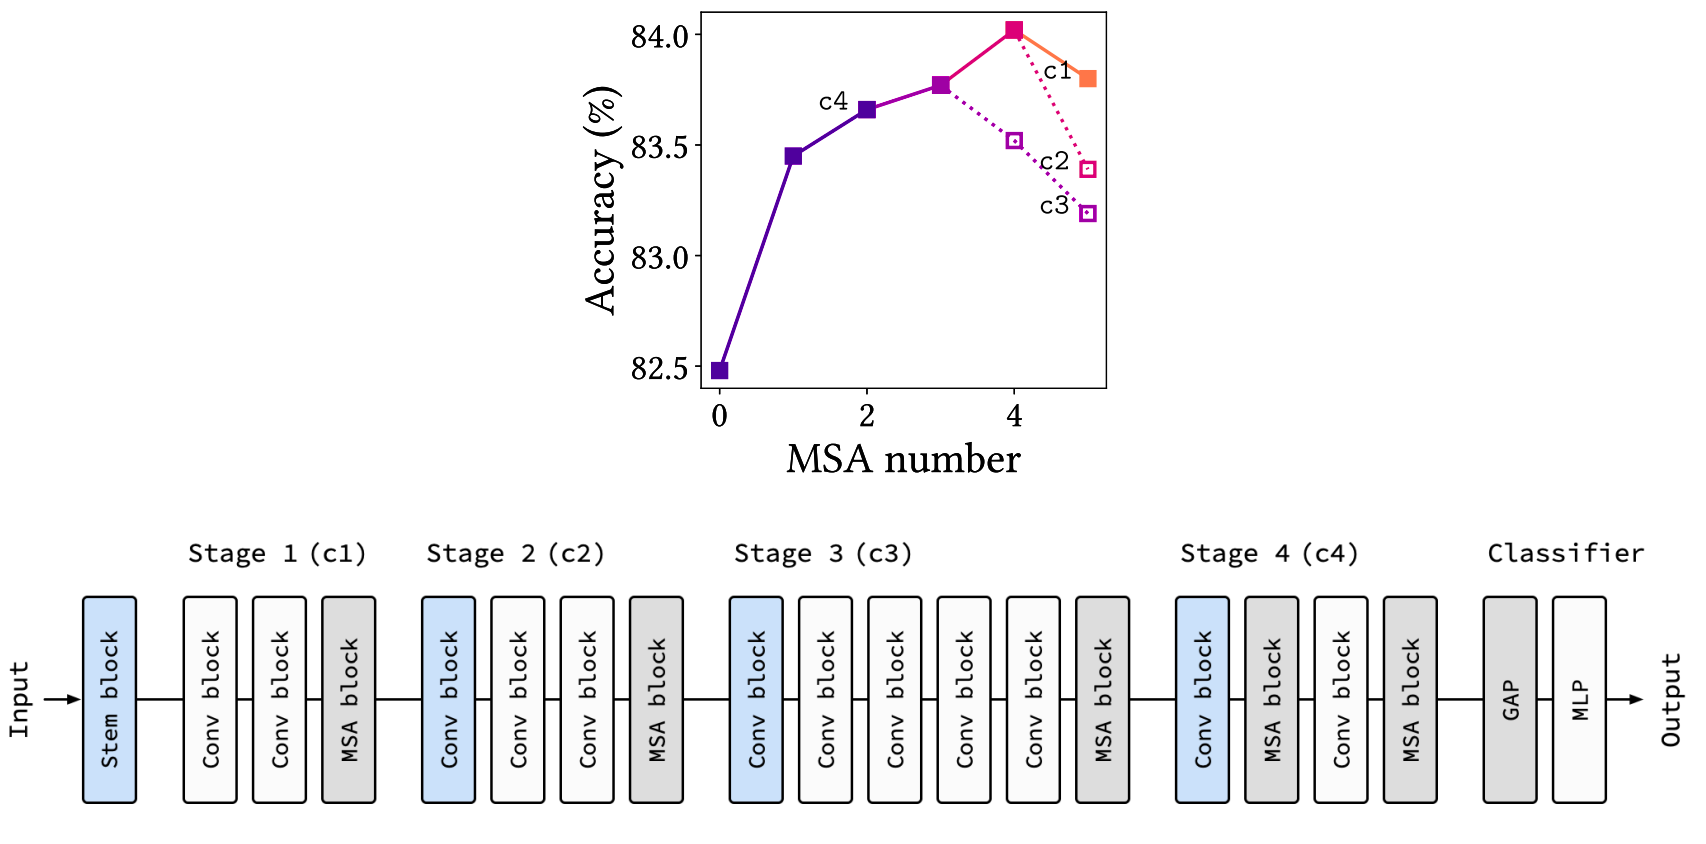 Accuracy (%)
84.0
83.5
83.0
82.5
c4
c1
c2
c3
0 2 4
MSA number
Stage 1 (c1) Stage 2 (c2) Stage 3 (c3) Stage 4 (c4) Classifier
Input
Stem block
Conv block
Conv block
MSA block
Conv block
Conv block
Conv block
MSA block
Conv block
Conv block
Conv block
Conv block
Conv block
MSA block
Conv block
MSA block
Conv block
MSA block
GAP
MLP
Output